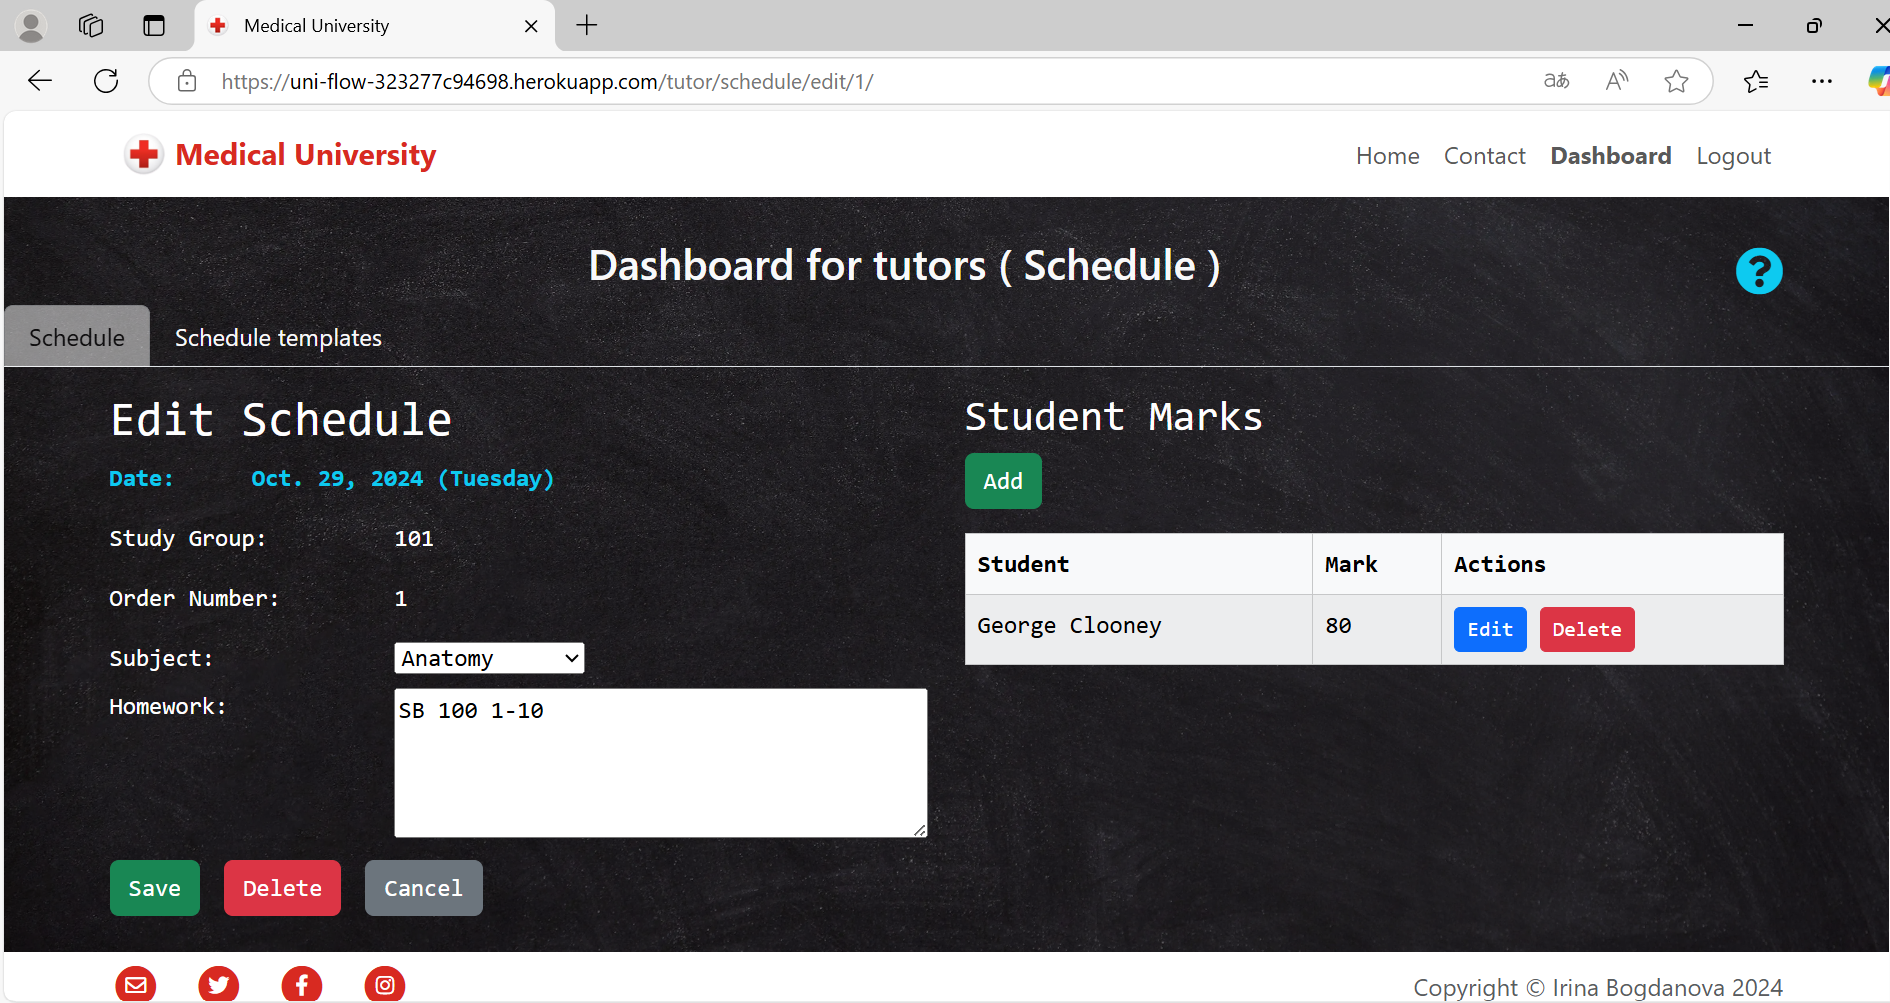 Medical University
https://uni-flow-323277c94698.herokuapp.com/tutor/schedule/edit/1/
Medical University
Home Contact Dashboard Logout
Dashboard for tutors ( Schedule )
?
Schedule Schedule templates
Edit Schedule
Date: Oct. 29, 2024 (Tuesday)
Study Group: 101
Order Number: 1
Subject: Anatomy
Homework: SB 100 1-10
Save Delete Cancel
Student Marks
Add
Student Mark Actions
George Clooney 80 Edit Delete
Copyright © Irina Bogdanova 2024